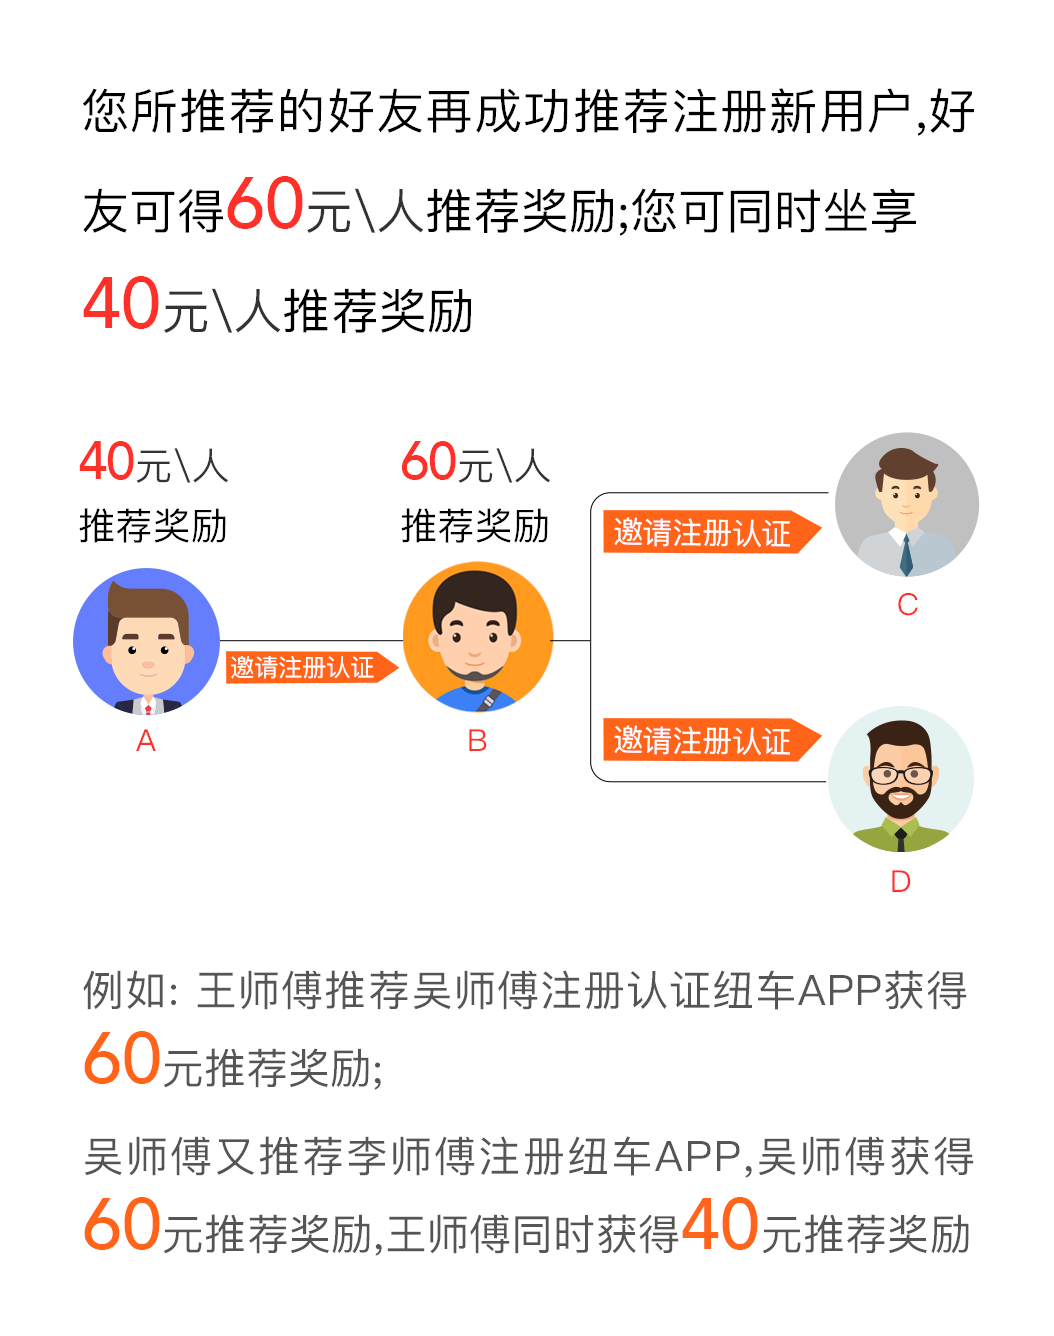 您所推荐的好友再成功推荐注册新用户,好
友可得60元\人推荐奖励;您可同时坐享
40元\人推荐奖励
40元\人
推荐奖励
60元\人
推荐奖励
邀请注册认证
C
邀请注册认证
A
B
邀请注册认证
D
例如: 王师傅推荐吴师傅注册认证纽车APP获得
60元推荐奖励;
吴师傅又推荐李师傅注册纽车APP,吴师傅获得
60元推荐奖励,王师傅同时获得40元推荐奖励